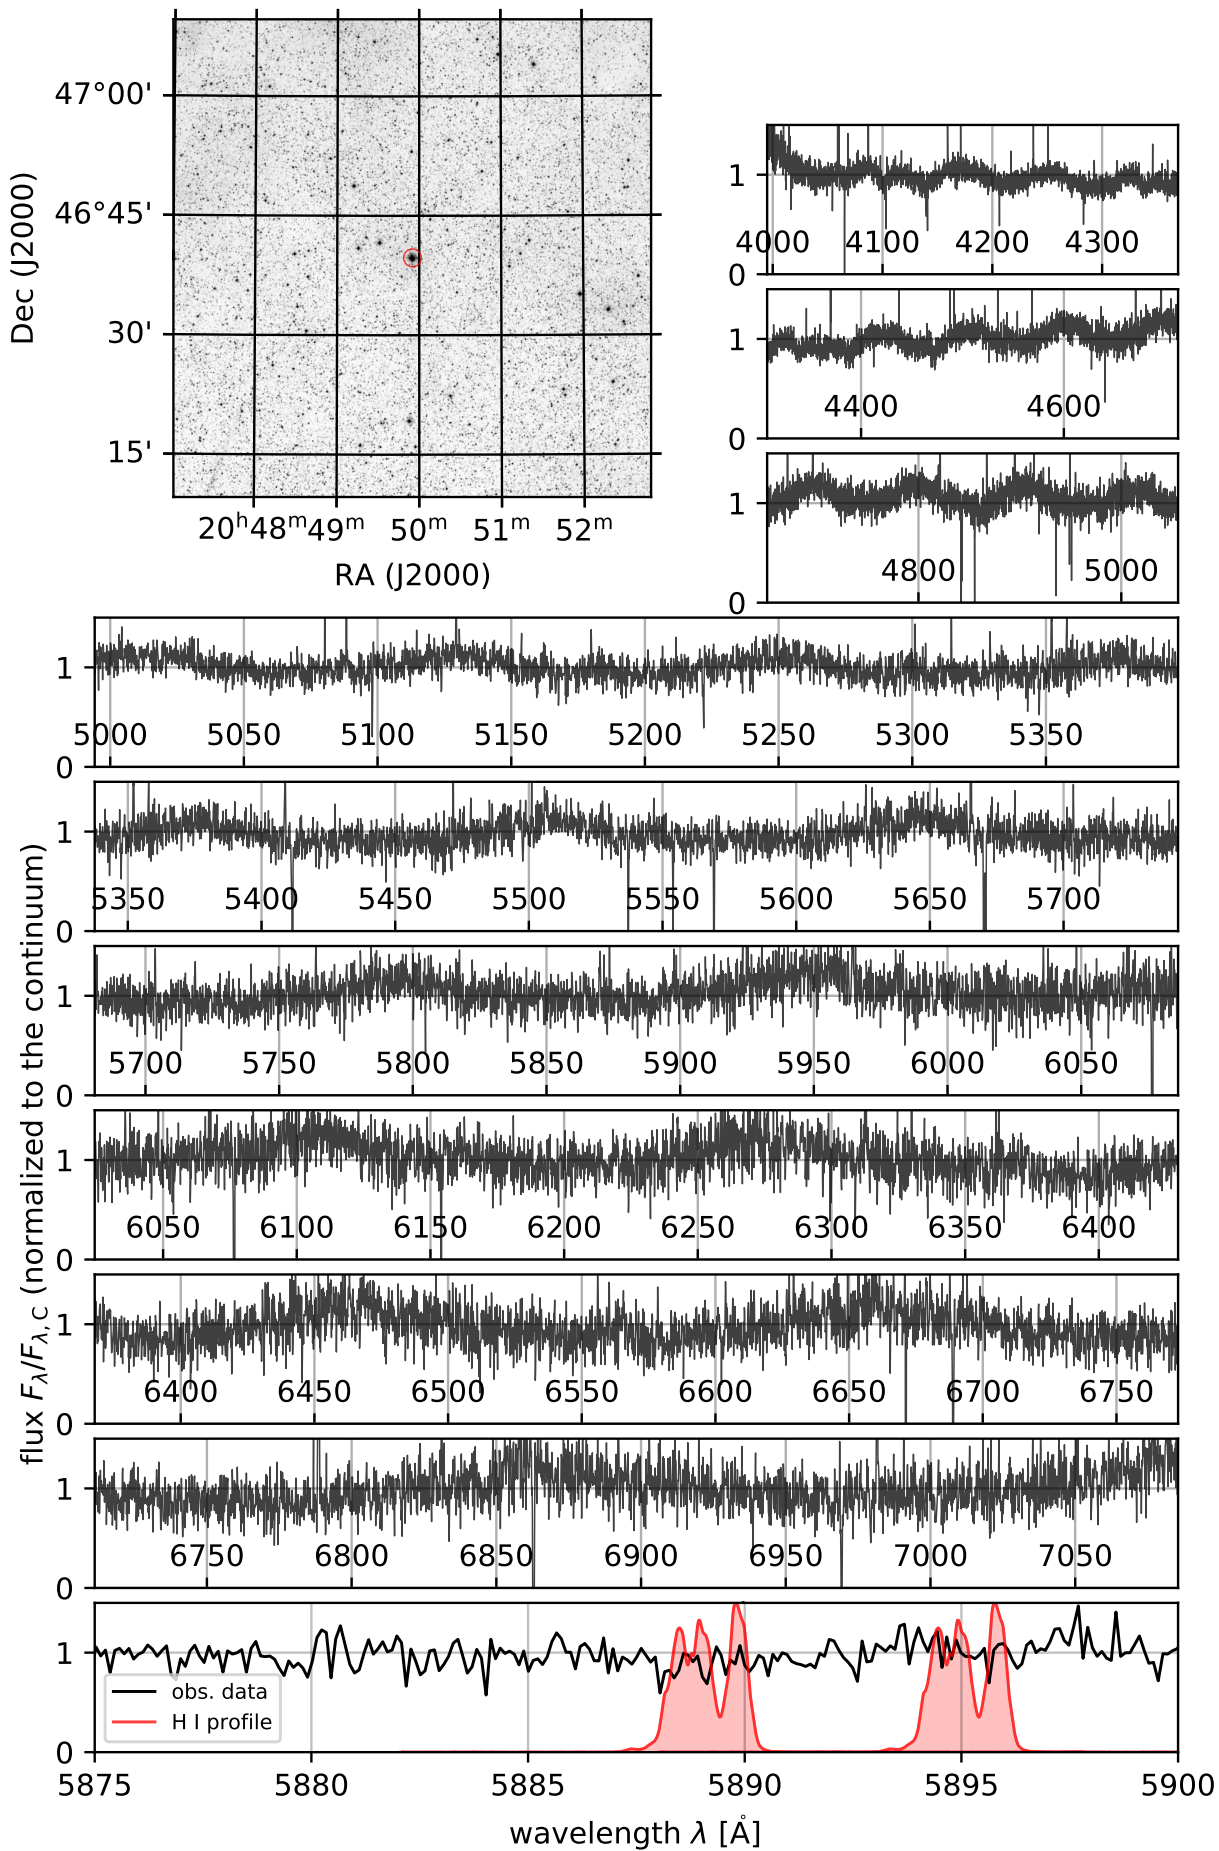 47°00'
46°45'
30'
15'
Dec (J2000)
20ʰ48ᵐ 49ᵐ 50ᵐ 51ᵐ 52ᵐ
RA (J2000)
1
0
4000 4100 4200 4300
1
0
4400 4600
1
0
4800 5000
1
0
5000 5050 5100 5150 5200 5250 5300 5350
1
0
5350 5400 5450 5500 5550 5600 5650 5700
1
0
5700 5750 5800 5850 5900 5950 6000 6050
1
0
6050 6100 6150 6200 6250 6300 6350 6400
1
0
6400 6450 6500 6550 6600 6650 6700 6750
1
0
6750 6800 6850 6900 6950 7000 7050
flux Fλ/Fλ,C (normalized to the continuum)
1
0
obs. data
H I profile
5875 5880 5885 5890 5895 5900
wavelength λ [Å]